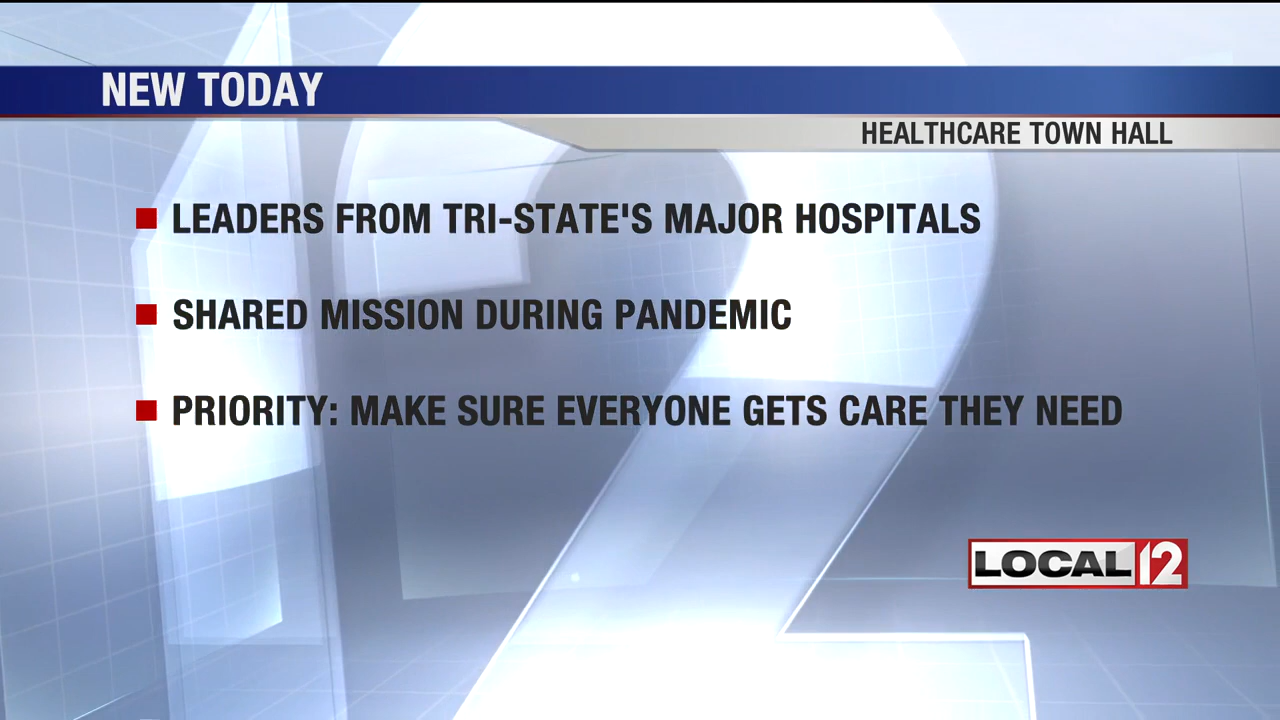 NEW TODAY
HEALTHCARE TOWN HALL
LEADERS FROM TRI-STATE'S MAJOR HOSPITALS
SHARED MISSION DURING PANDEMIC
PRIORITY: MAKE SURE EVERYONE GETS CARE THEY NEED
LOCAL 12